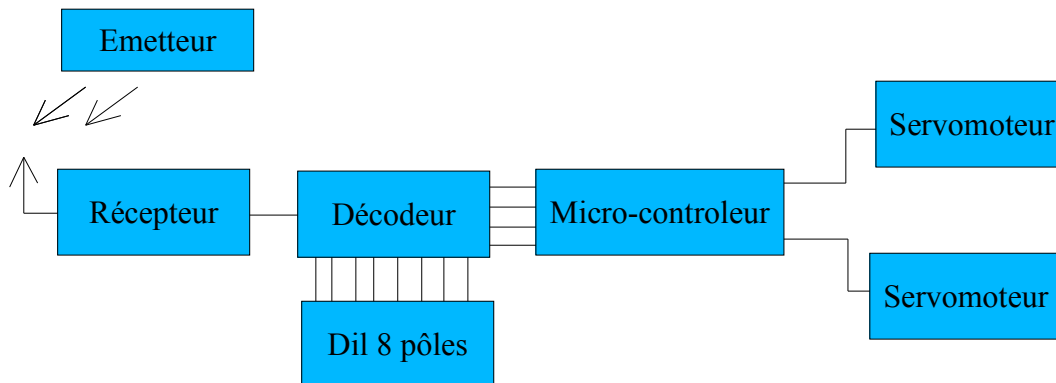 Emetteur
Servomoteur
Récepteur
Décodeur
Micro-controleur
Servomoteur
Dil 8 pôles